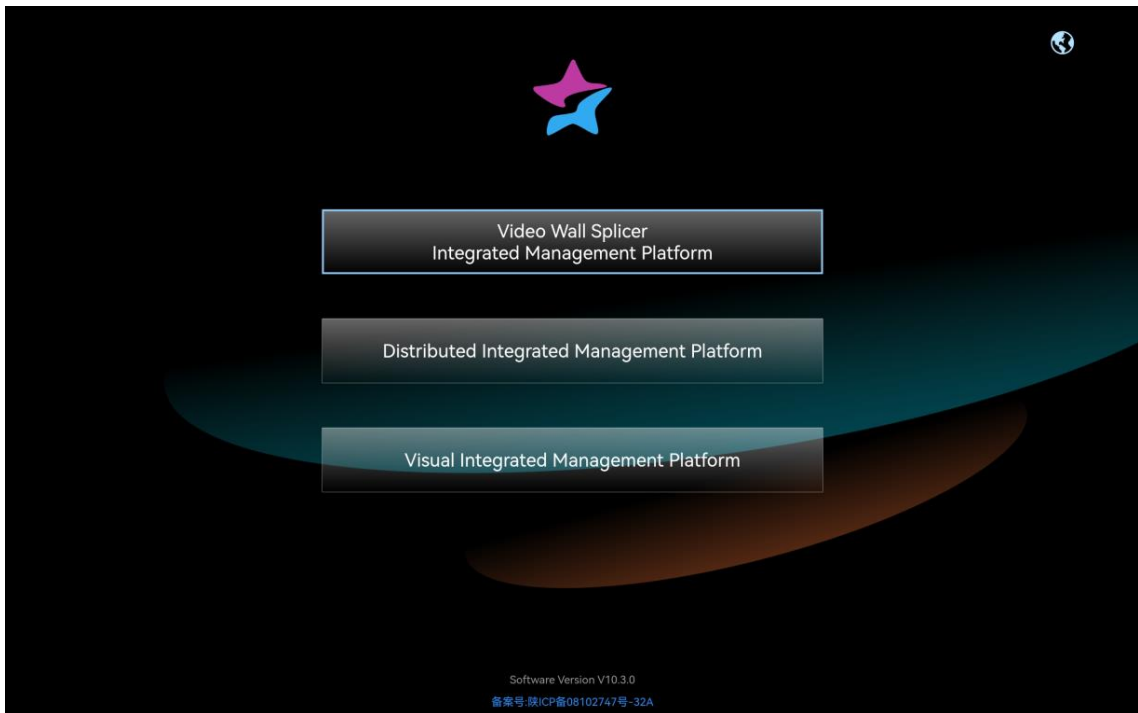 Video Wall Splicer
Integrated Management Platform
Distributed Integrated Management Platform
Visual Integrated Management Platform
Software Version V10.3.0
备案号:陕ICP备08102747号-32A